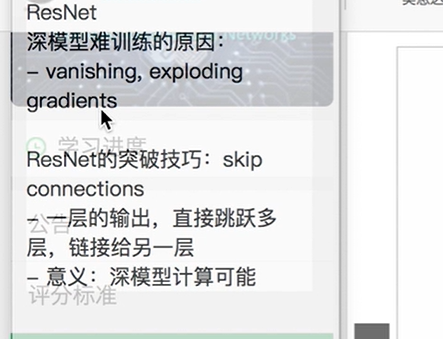 ResNet
Networgs
深模型难训练的原因：
- vanishing, exploding
gradients
学习进度
ResNet的突破技巧：skip
connections
公告
- 一层的输出，直接跳跃多
层，链接给另一层
- 意义：深模型计算可能
评分标准